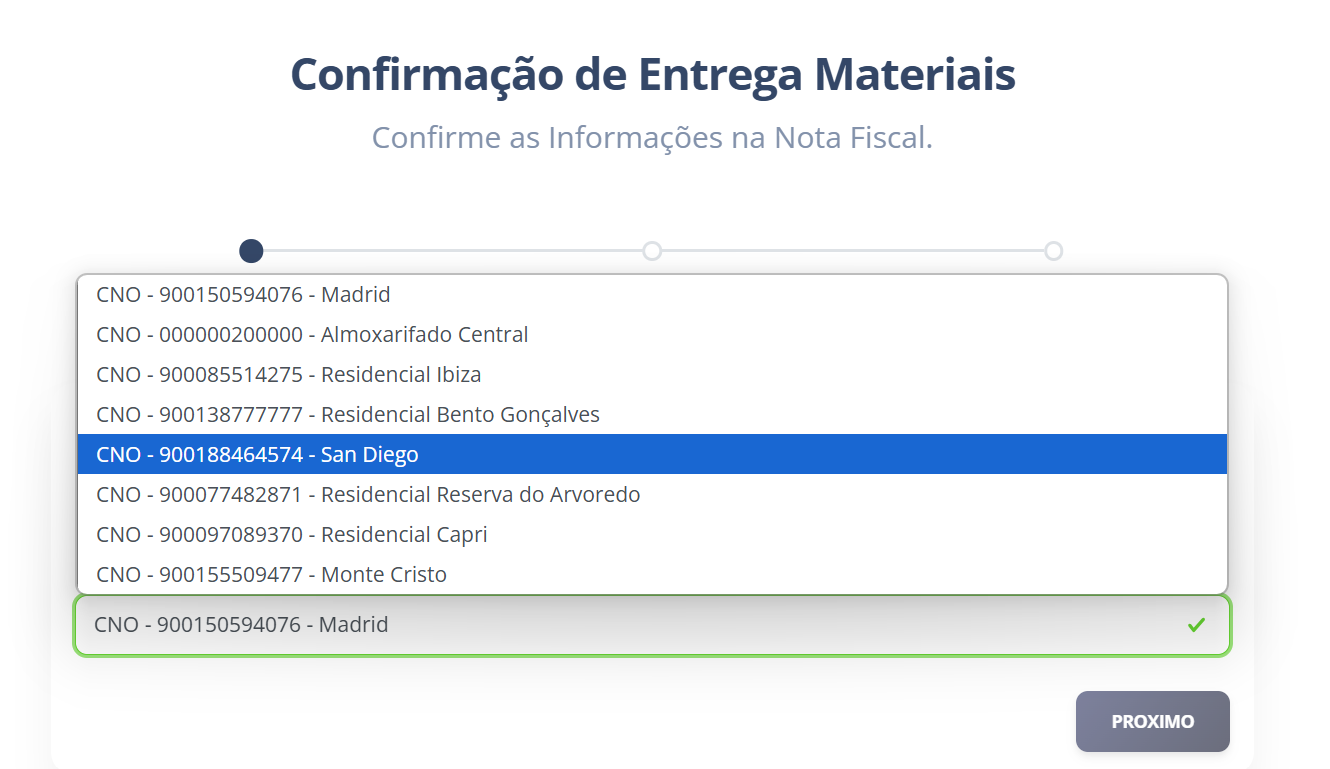 Confirmação de Entrega Materiais
Confirme as Informações na Nota Fiscal.
CNO - 900150594076 - Madrid
CNO - 000000200000 - Almoxarifado Central
CNO - 900085514275 - Residencial Ibiza
CNO - 900138777777 - Residencial Bento Gonçalves
CNO - 900188464574 - San Diego
CNO - 900077482871 - Residencial Reserva do Arvoredo
CNO - 900097089370 - Residencial Capri
CNO - 900155509477 - Monte Cristo
CNO - 900150594076 - Madrid
PROXIMO